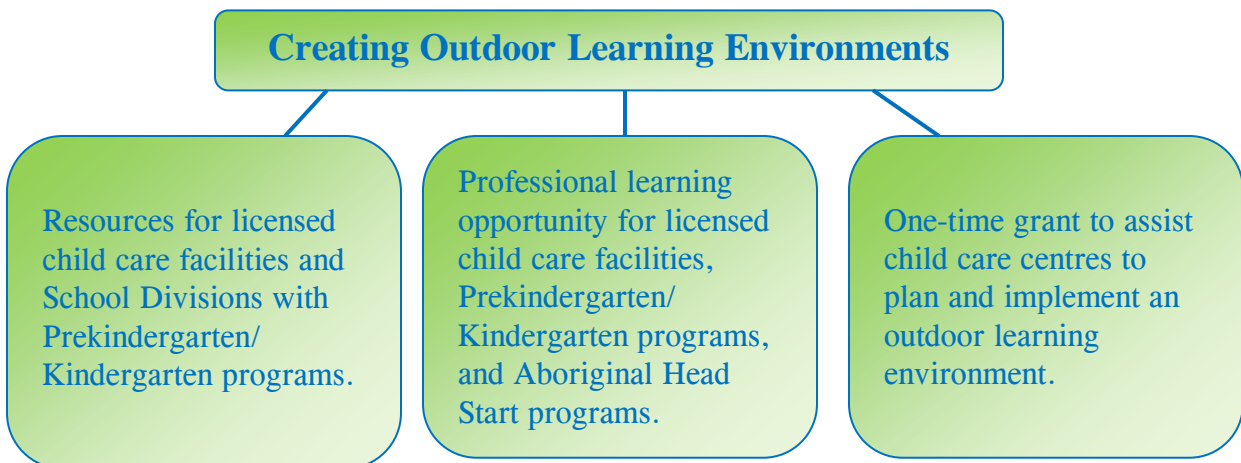 Creating Outdoor Learning Environments
Resources for licensed
child care facilities and
School Divisions with
Prekindergarten/
Kindergarten programs.
Professional learning
opportunity for licensed
child care facilities,
Prekindergarten/
Kindergarten programs,
and Aboriginal Head
Start programs.
One-time grant to assist
child care centres to
plan and implement an
outdoor learning
environment.